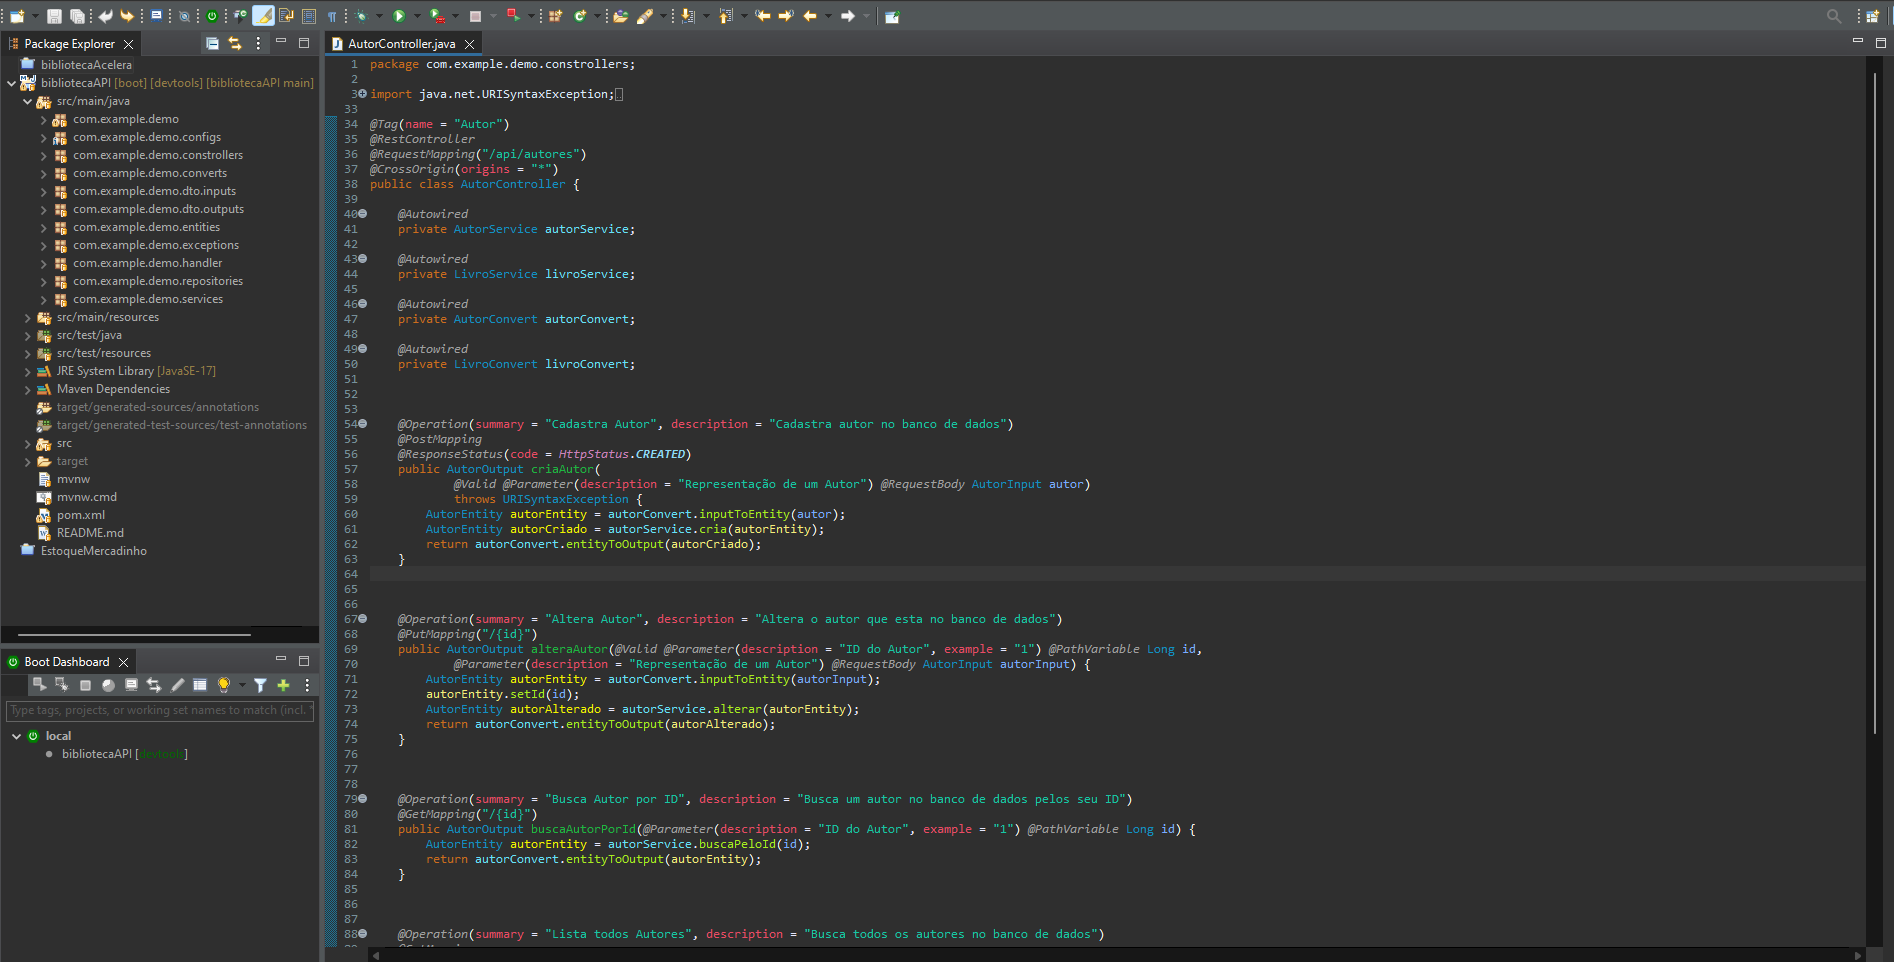 Package Explorer
bibliotecaAcelera
bibliotecaAPI [boot] [devtools] [bibliotecaAPI main]
src/main/java
com.example.demo
com.example.demo.configs
com.example.demo.constrollers
com.example.demo.converts
com.example.demo.dto.inputs
com.example.demo.dto.outputs
com.example.demo.entities
com.example.demo.exceptions
com.example.demo.handler
com.example.demo.repositories
com.example.demo.services
src/main/resources
src/test/java
src/test/resources
JRE System Library [JavaSE-17]
Maven Dependencies
target/generated-sources/annotations
target/generated-test-sources/test-annotations
src
target
mvnw
mvnw.cmd
pom.xml
README.md
EstoqueMercadinho
Boot Dashboard
Type tags, projects, or working set names to match (incl. *
local
bibliotecaAPI [devtools]
AutorController.java
1 package com.example.demo.constrollers;
2
3 import java.net.URISyntaxException;
33
34 @Tag(name = "Autor")
35 @RestController
36 @RequestMapping("/api/autores")
37 @CrossOrigin(origins = "*")
38 public class AutorController {
39
40 @Autowired
41 private AutorService autorService;
42
43 @Autowired
44 private LivroService livroService;
45
46 @Autowired
47 private AutorConvert autorConvert;
48
49 @Autowired
50 private LivroConvert livroConvert;
51
52
53
54 @Operation(summary = "Cadastra Autor", description = "Cadastra autor no banco de dados")
55 @PostMapping
56 @ResponseStatus(code = HttpStatus.CREATED)
57 public AutorOutput criaAutor(
58 @Valid @Parameter(description = "Representação de um Autor") @RequestBody AutorInput autor)
59 throws URISyntaxException {
60 AutorEntity autorEntity = autorConvert.inputToEntity(autor);
61 AutorEntity autorCriado = autorService.cria(autorEntity);
62 return autorConvert.entityToOutput(autorCriado);
63 }
64
65
66
67 @Operation(summary = "Altera Autor", description = "Altera o autor que esta no banco de dados")
68 @PutMapping("/{id}")
69 public AutorOutput alteraAutor(@Valid @Parameter(description = "ID do Autor", example = "1") @PathVariable Long id,
70 @Parameter(description = "Representação de um Autor") @RequestBody AutorInput autorInput) {
71 AutorEntity autorEntity = autorConvert.inputToEntity(autorInput);
72 autorEntity.setId(id);
73 AutorEntity autorAlterado = autorService.alterar(autorEntity);
74 return autorConvert.entityToOutput(autorAlterado);
75 }
76
77
78
79 @Operation(summary = "Busca Autor por ID", description = "Busca um autor no banco de dados pelos seu ID")
80 @GetMapping("/{id}")
81 public AutorOutput buscaAutorPorId(@Parameter(description = "ID do Autor", example = "1") @PathVariable Long id) {
82 AutorEntity autorEntity = autorService.buscaPeloId(id);
83 return autorConvert.entityToOutput(autorEntity);
84 }
85
86
87
88 @Operation(summary = "Lista todos Autores", description = "Busca todos os autores no banco de dados")